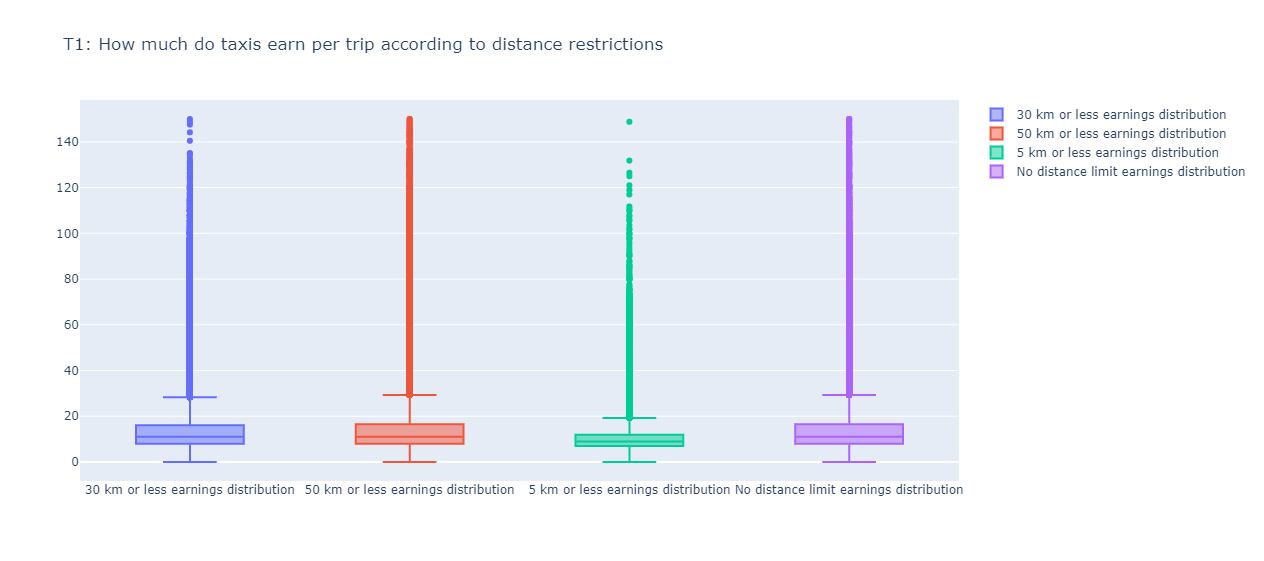 T1: How much do taxis earn per trip according to distance restrictions
30 km or less earnings distribution
50 km or less earnings distribution
5 km or less earnings distribution
No distance limit earnings distribution
140
120
100
80
60
40
20
0
30 km or less earnings distribution 50 km or less earnings distribution 5 km or less earnings distribution No distance limit earnings distribution